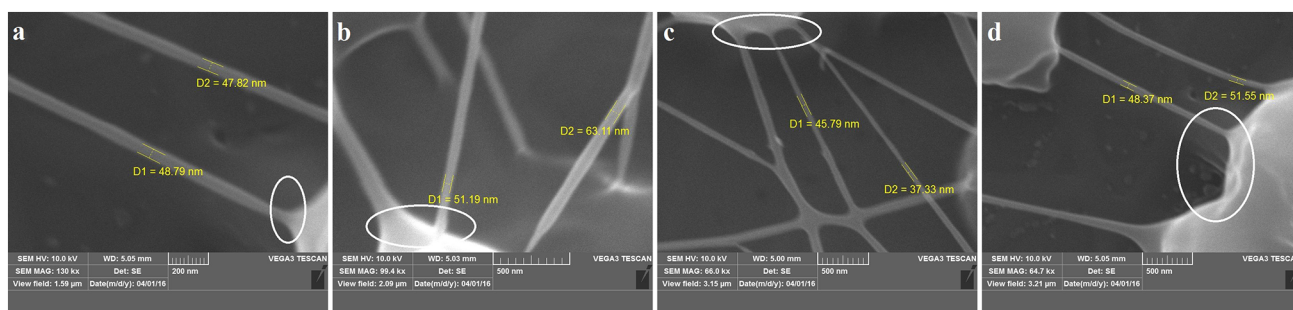 a
D2 = 47.82 nm
D1 = 48.79 nm
SEM HV: 10.0 kV WD: 5.05 mm VEGA3 TESCAN
SEM MAG: 130 kx Det: SE 200 nm
View field: 1.59 µm Date(m/d/y): 04/01/16
b
D2 = 63.11 nm
D1 = 51.19 nm
SEM HV: 10.0 kV WD: 5.03 mm VEGA3 TESCAN
SEM MAG: 99.4 kx Det: SE 500 nm
View field: 2.09 µm Date(m/d/y): 04/01/16
c
D1 = 45.79 nm
D2 = 37.33 nm
SEM HV: 10.0 kV WD: 5.00 mm VEGA3 TESCAN
SEM MAG: 66.0 kx Det: SE 500 nm
View field: 3.15 µm Date(m/d/y): 04/01/16
d
D1 = 48.37 nm
D2 = 51.55 nm
SEM HV: 10.0 kV WD: 5.05 mm VEGA3 TESCAN
SEM MAG: 64.7 kx Det: SE 500 nm
View field: 3.21 µm Date(m/d/y): 04/01/16